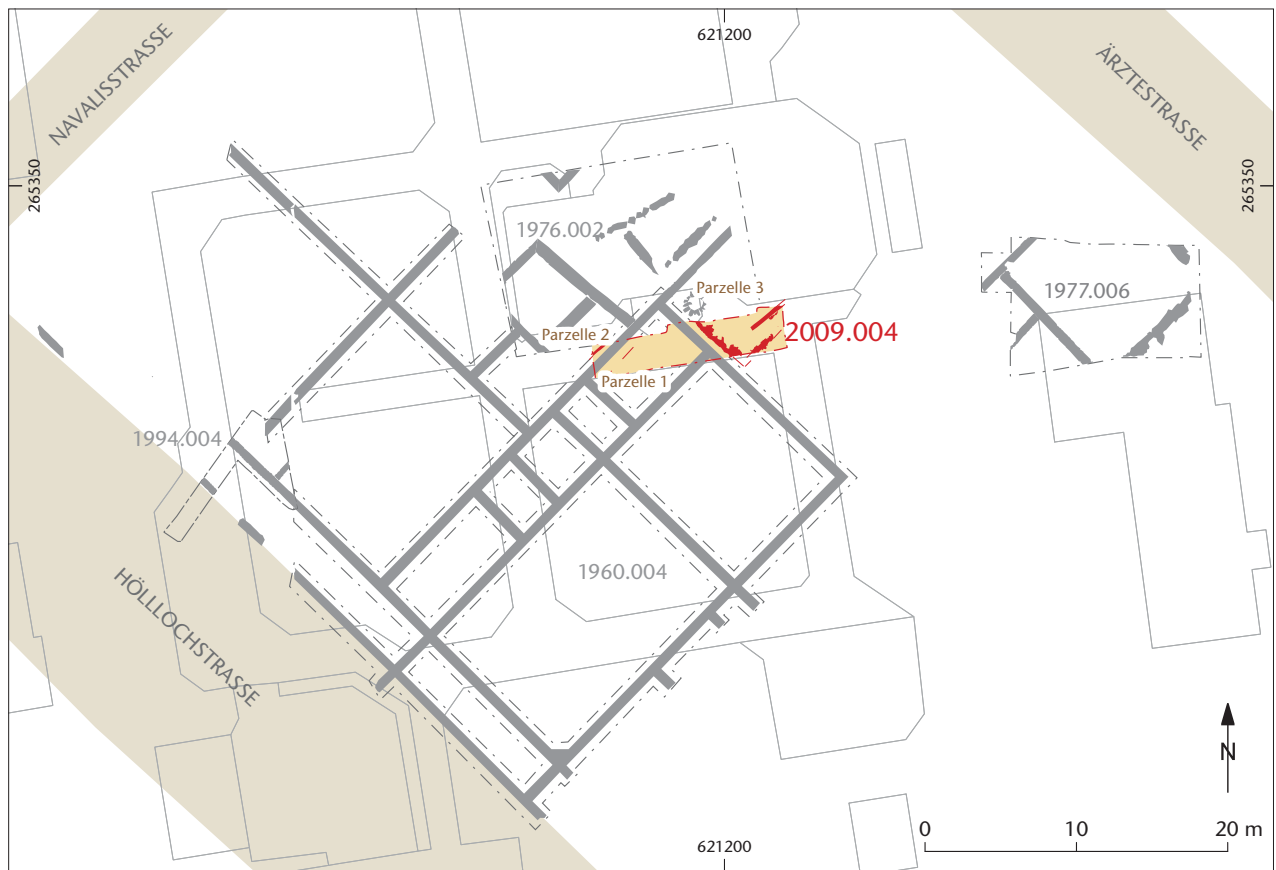 621200
NAVALISSTRASSE
ÄRZTESTRASSE
265350
265350
1976.002
Parzelle 3
1977.006
Parzelle 2
2009.004
Parzelle 1
1994.004
1960.004
HÖLLLOCHSTRASSE
N
0 10 20 m
621200